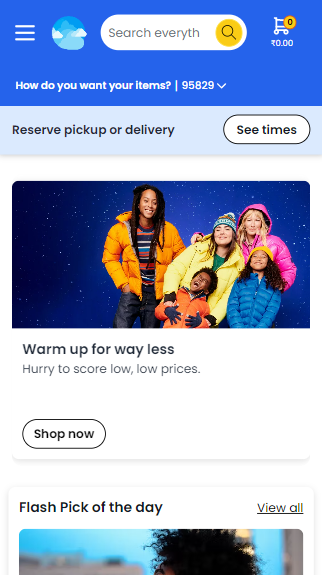 Search everyth
0
₹0.00
How do you want your items? | 95829
Reserve pickup or delivery
See times
Warm up for way less
Hurry to score low, low prices.
Shop now
Flash Pick of the day
View all